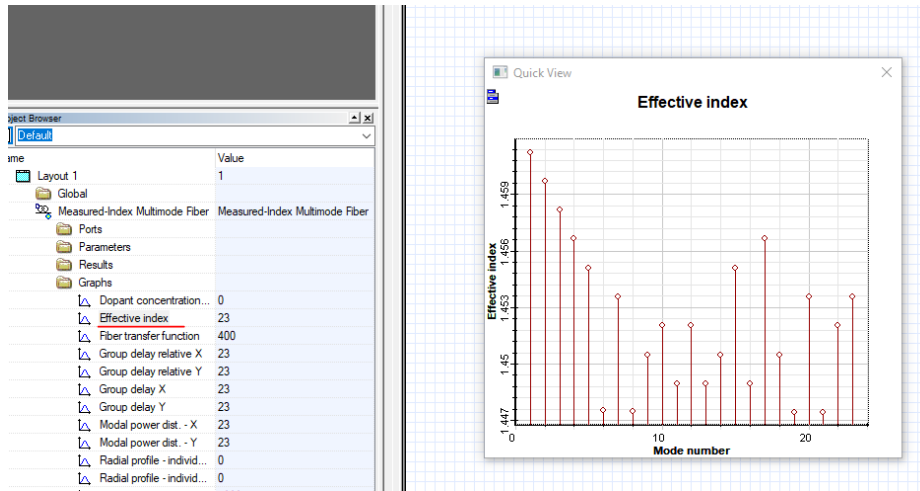 Quick View
Effective index
oject Browser
Default
ame Value
Layout 1 1
Global
Measured-Index Multimode Fiber Measured-Index Multimode Fiber
Ports
Parameters
Results
Graphs
Dopant concentration... 0
Effective index 23
Fiber transfer function 400
Group delay relative X 23
Group delay relative Y 23
Group delay X 23
Group delay Y 23
Modal power dist. - X 23
Modal power dist. - Y 23
Radial profile - individ... 0
Radial profile - individ... 0
Effective index
1.459
1.456
1.453
1.45
1.447
0 10 20
Mode number